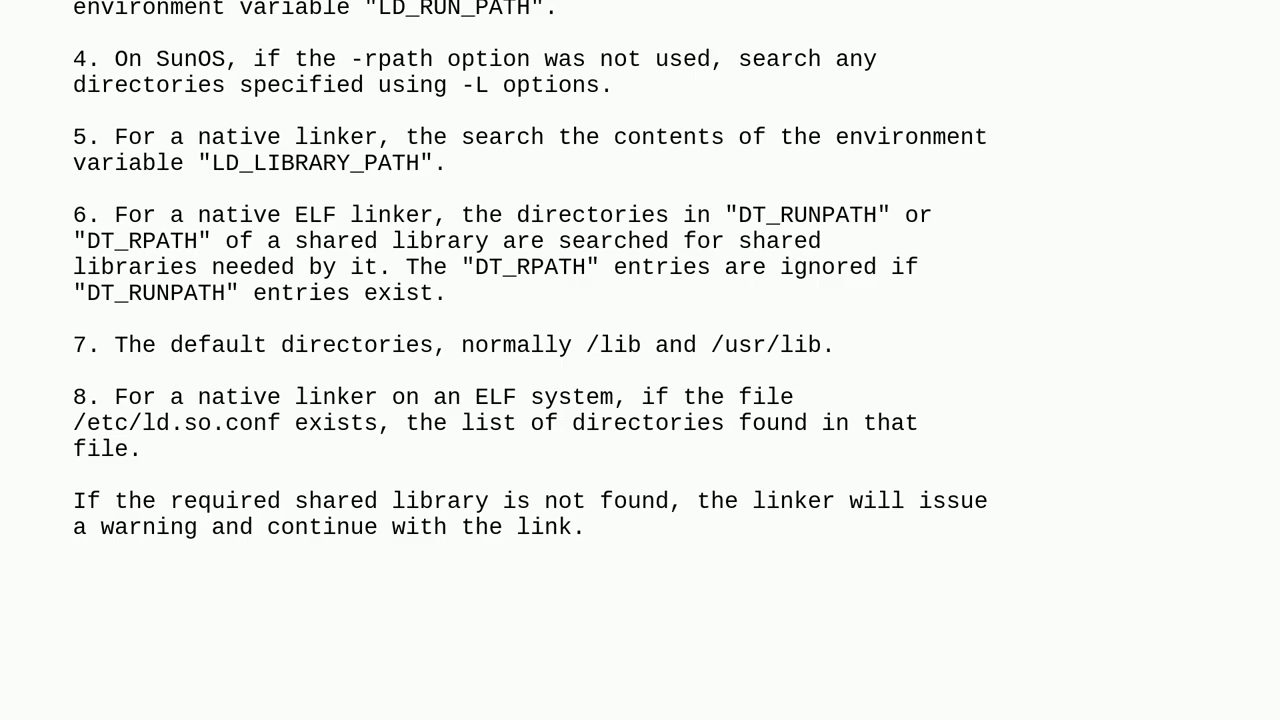 environment variable "LD_RUN_PATH".
4. On SunOS, if the -rpath option was not used, search any
directories specified using -L options.
5. For a native linker, the search the contents of the environment
variable "LD_LIBRARY_PATH".
6. For a native ELF linker, the directories in "DT_RUNPATH" or
"DT_RPATH" of a shared library are searched for shared
libraries needed by it. The "DT_RPATH" entries are ignored if
"DT_RUNPATH" entries exist.
7. The default directories, normally /lib and /usr/lib.
8. For a native linker on an ELF system, if the file
/etc/ld.so.conf exists, the list of directories found in that
file.
If the required shared library is not found, the linker will issue
a warning and continue with the link.